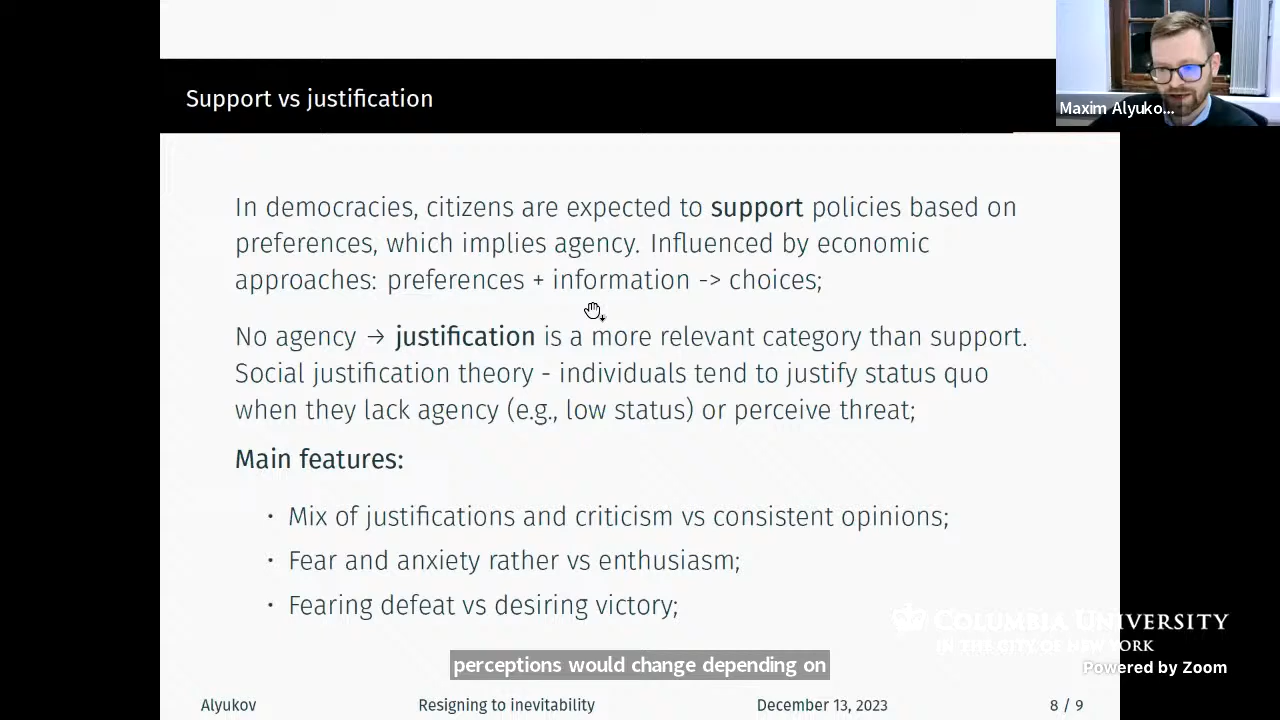 Support vs justification
Maxim Alyuko...
In democracies, citizens are expected to support policies based on
preferences, which implies agency. Influenced by economic
approaches: preferences + information -> choices;
No agency → justification is a more relevant category than support.
Social justification theory - individuals tend to justify status quo
when they lack agency (e.g., low status) or perceive threat;
Main features:
• Mix of justifications and criticism vs consistent opinions;
• Fear and anxiety rather vs enthusiasm;
• Fearing defeat vs desiring victory;
COLUMBIA UNIVERSITY
IN THE CITY OF NEW YORK
perceptions would change depending on
Powered by Zoom
Alyukov Resigning to inevitability December 13, 2023 8 / 9